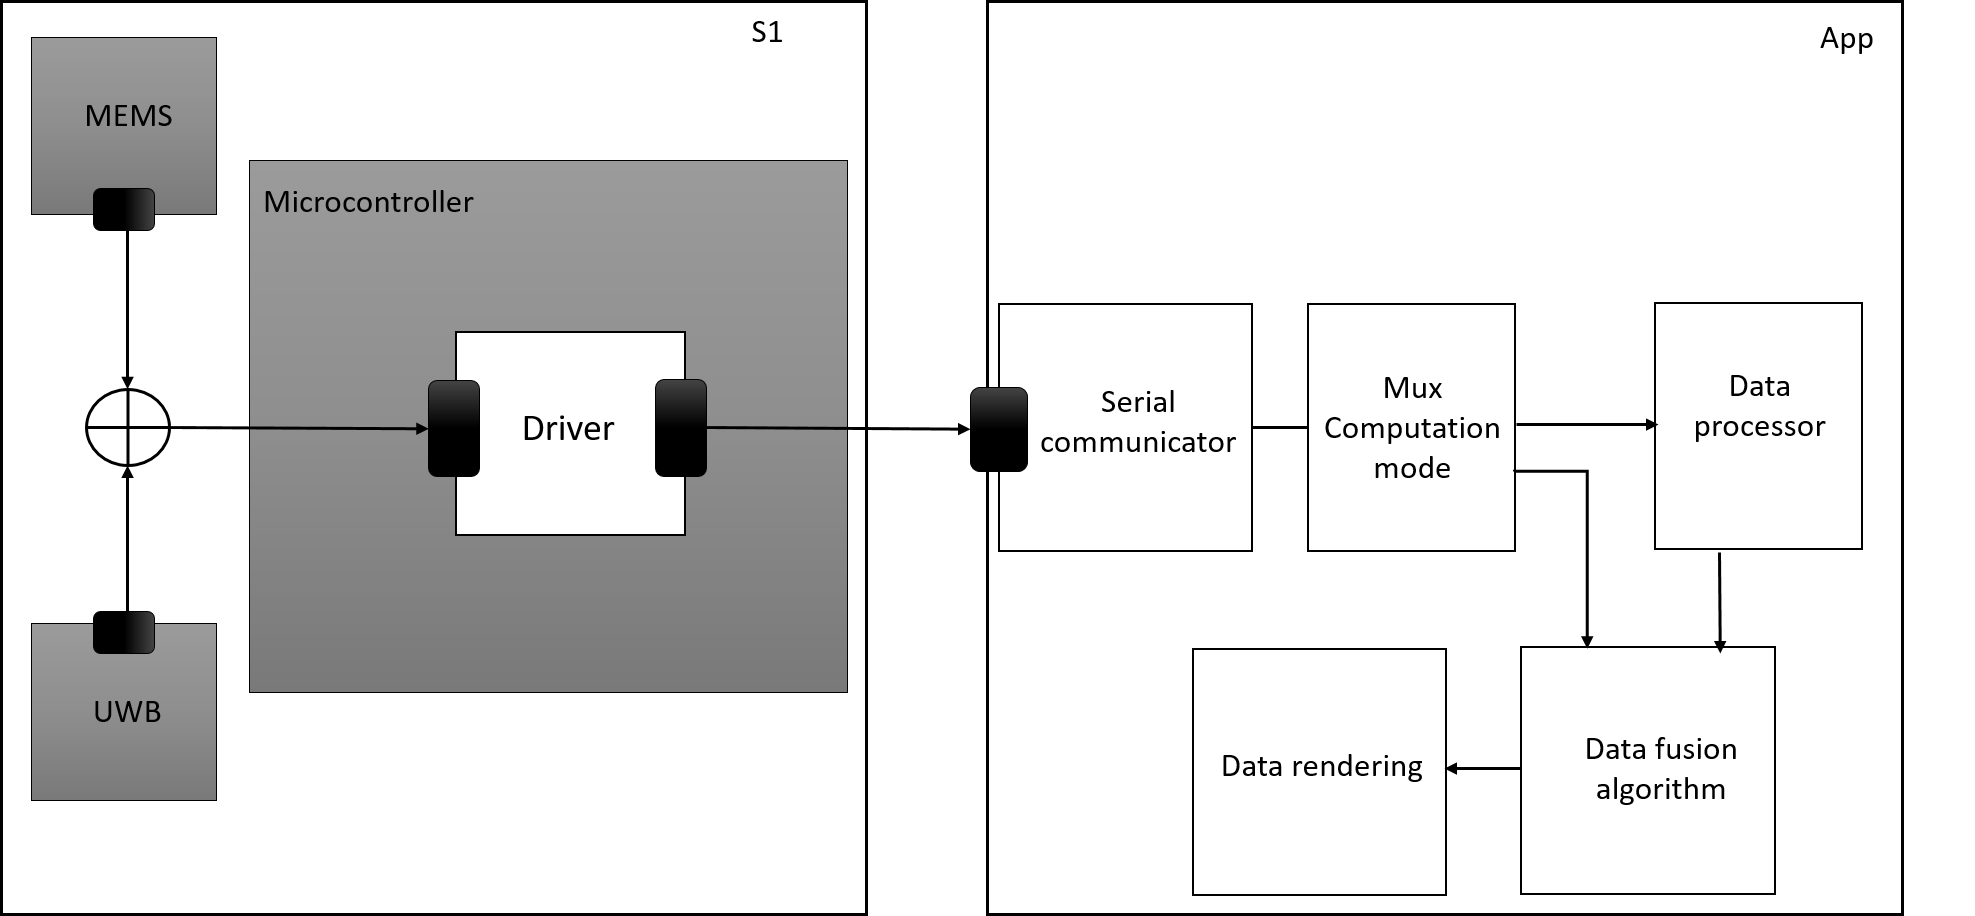 S1
App
MEMS
Microcontroller
Driver
UWB
Serial
communicator
Mux
Computation
mode
Data
processor
Data rendering
Data fusion
algorithm